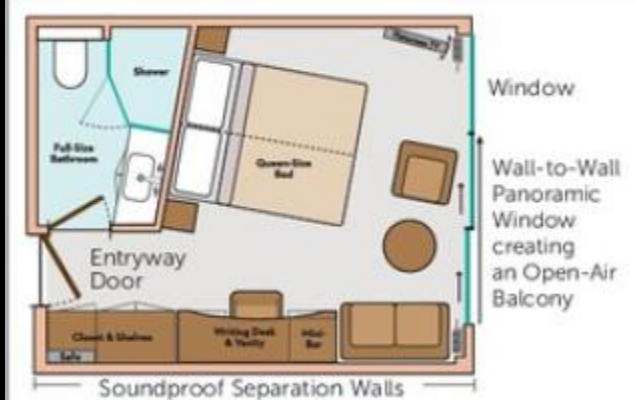 Shower
Full-Size
Bathroom
Queen-Size
Bed
Window
Wall-to-Wall
Panoramic
Window
creating
an Open-Air
Balcony
Entryway
Door
Closet & Shelves
Safe
Writing Desk
& Vanity
Mini-
Bar
Soundproof Separation Walls